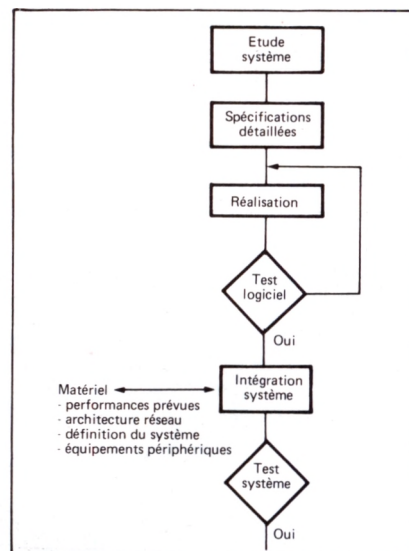 Etude
système
Spécifications
détaillées
Réalisation
Test
logiciel
Oui
Intégration
système
Matériel
- performances prévues
- architecture réseau
- définition du système
- équipements périphériques
Test
système
Oui